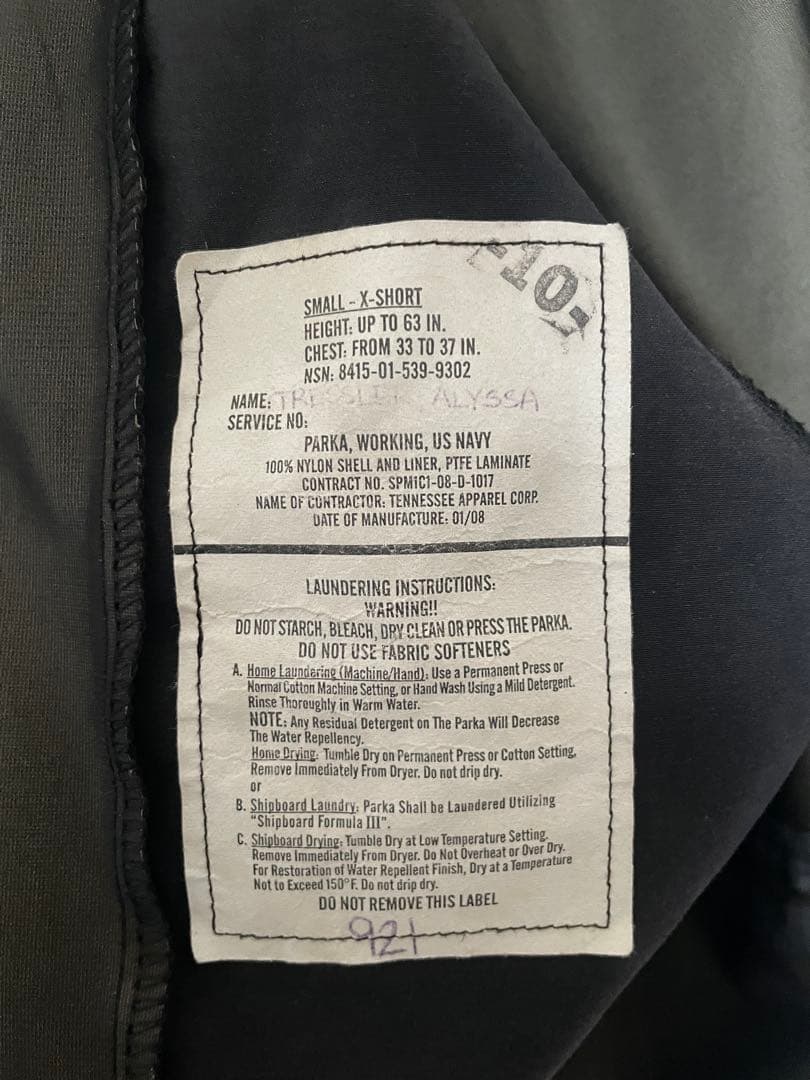 -10-
SMALL - X-SHORT
HEIGHT: UP TO 63 IN.
CHEST: FROM 33 TO 37 IN.
NSN: 8415-01-539-9302
NAME: ALYSSA
SERVICE NO:
PARKA, WORKING, US NAVY
100% NYLON SHELL AND LINER, PTFE LAMINATE
CONTRACT NO. SPMIC1-08-D-1017
NAME OF CONTRACTOR: TENNESSEE APPAREL CORP.
DATE OF MANUFACTURE: 01/08
LAUNDERING INSTRUCTIONS:
WARNING!!
DO NOT STARCH, BLEACH, DRY CLEAN OR PRESS THE PARKA.
DO NOT USE FABRIC SOFTENERS
A. Home Laundering (Machine/Hand): Use a Permanent Press or
Normal Cotton Machine Setting, or Hand Wash Using a Mild Detergent.
Rinse Thoroughly in Warm Water.
NOTE: Any Residual Detergent on The Parka Will Decrease
The Water Repellency.
Home Drying: Tumble Dry on Permanent Press or Cotton Setting,
Remove Immediately From Dryer. Do not drip dry.
or
B. Shipboard Laundry: Parka Shall be Laundered Utilizing
"Shipboard Formula III".
C. Shipboard Drying: Tumble Dry at Low Temperature Setting.
Remove Immediately From Dryer. Do Not Overheat or Over Dry.
For Restoration of Water Repellent Finish, Dry at a Temperature
Not to Exceed 150°F. Do not drip dry.
DO NOT REMOVE THIS LABEL
921